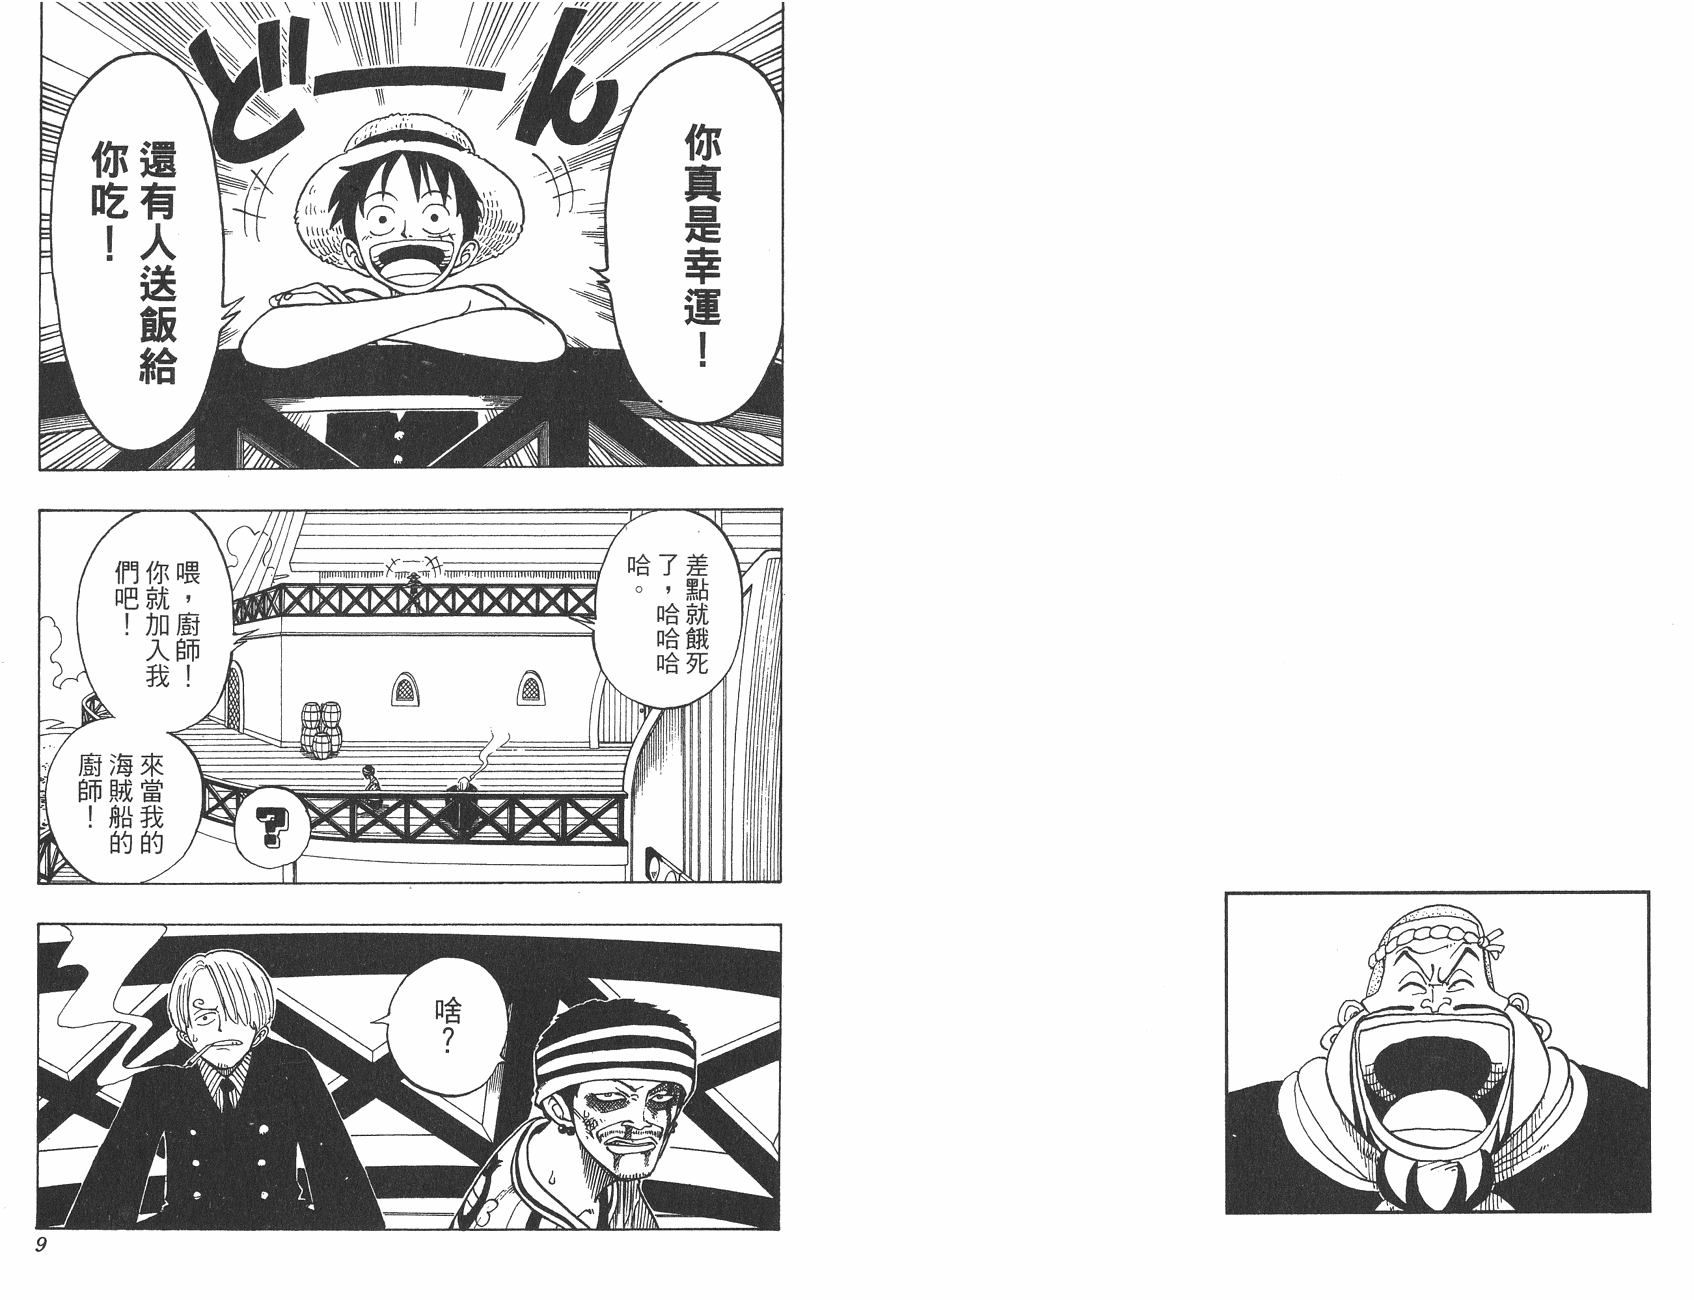 どーん
你真是幸運！
還有人送飯給
你吃！
差點就餓死
了，哈哈哈
哈。
喂，廚師！
你就加入我
們吧！
來當我的
海賊船的
廚師！
?
啥？
9